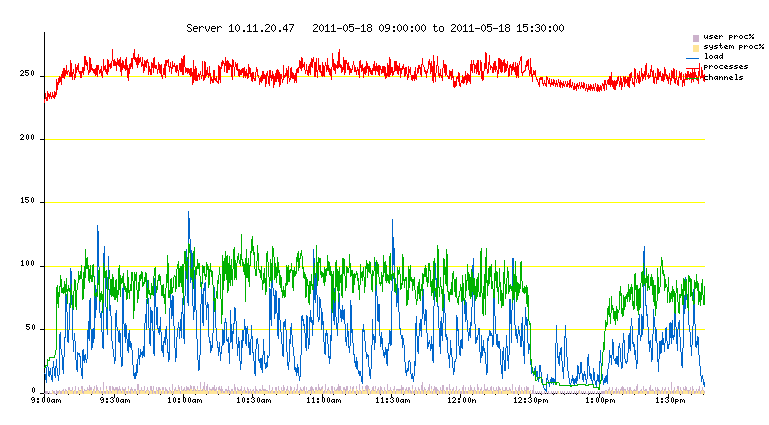 Server 10.11.20.47 2011-05-18 09:00:00 to 2011-05-18 15:30:00
user proc%
system proc%
load
processes
channels
250
200
150
100
50
0
9:00am 9:30am 10:00am 10:30am 11:00am 11:30am 12:00pm 12:30pm 1:00pm 11:30pm